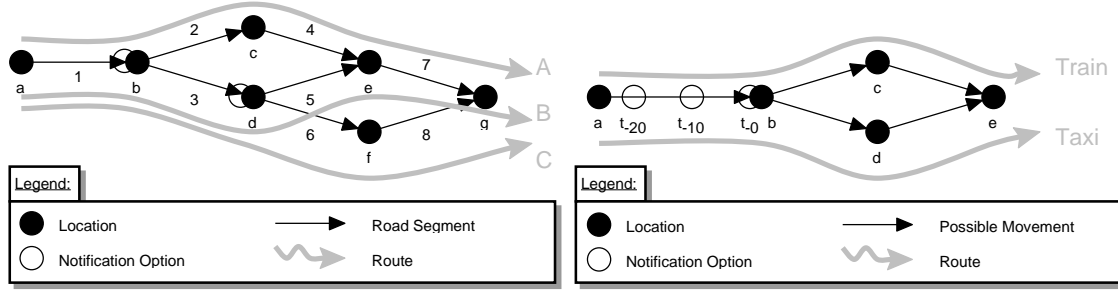 2
4
A
c
1
7
a
b
e
3
5
B
d
g
6
8
f
C
Legend:
Location
Road Segment
Notification Option
Route
Train
c
a
t-20
t-10
t-0
b
e
d
Taxi
Legend:
Location
Possible Movement
Notification Option
Route